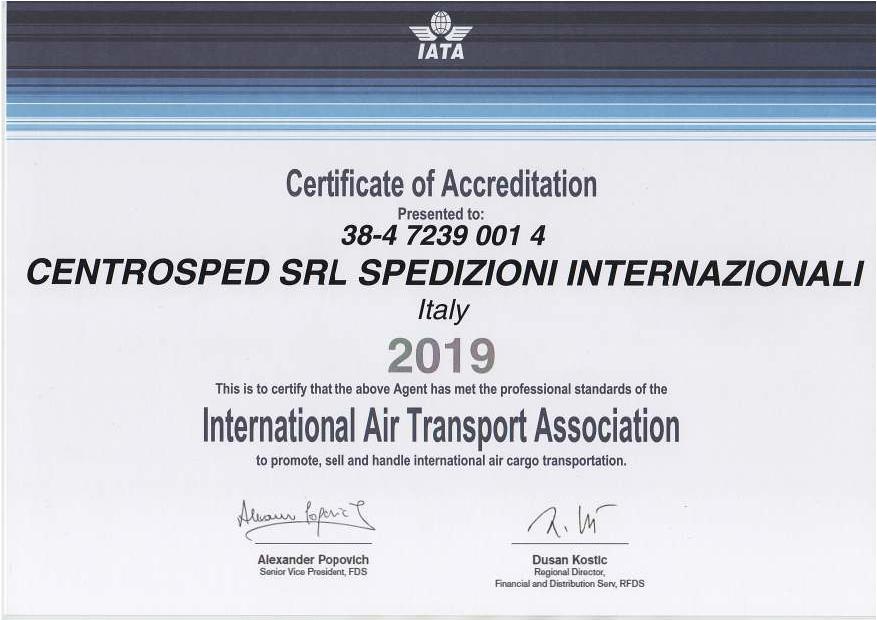 IATA
Certificate of Accreditation
Presented to:
38-4 7239 001 4
CENTROSPED SRL SPEDIZIONI INTERNAZIONALI
Italy
2019
This is to certify that the above Agent has met the professional standards of the
International Air Transport Association
to promote, sell and handle international air cargo transportation.
Alexander Popovich
Senior Vice President, FDS
Dusan Kostic
Regional Director,
Financial and Distribution Serv, RFDS